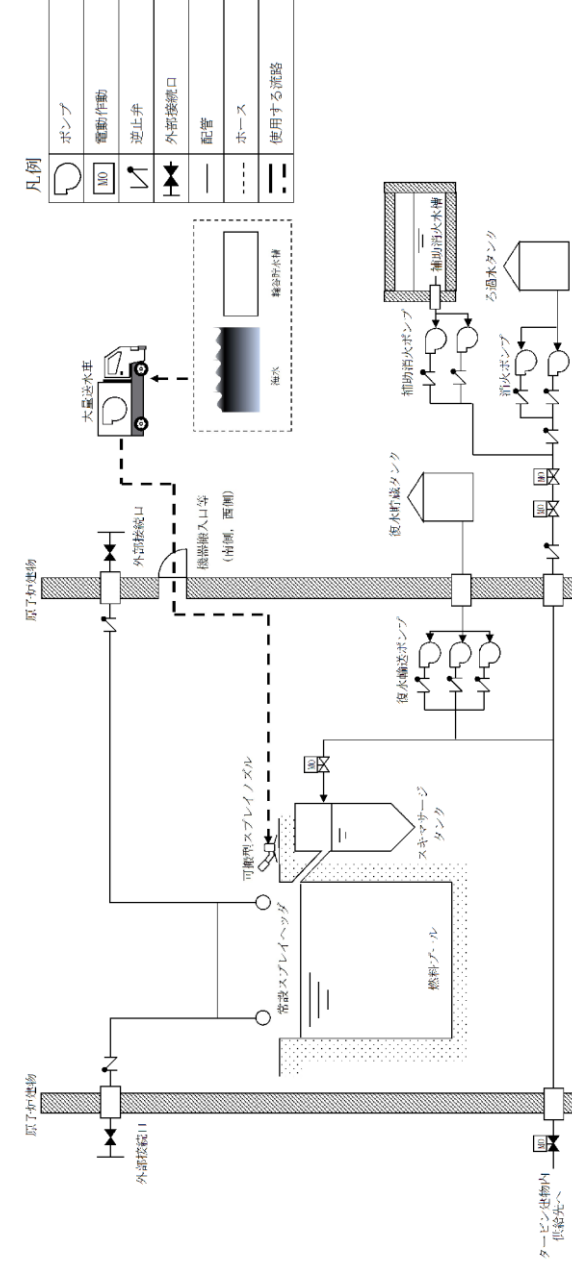 凡例
ポンプ
MO
電動作動
逆止弁
外部接続口
配管
ホース
使用する流路
大量送水車
海水
輪谷貯水槽
原子炉建物
外部接続口
機器搬入口等
（南側，西側）
補助消火水槽
補助消火ポンプ
ろ過水タンク
消火ポンプ
復水貯蔵タンク
MO
MO
復水輸送ポンプ
MO
可搬型スプレイノズル
スキマサージ
タンク
常設スプレイヘッダ
燃料プール
原子炉建物
外部接続口
MO
タービン建物内
供給先へ